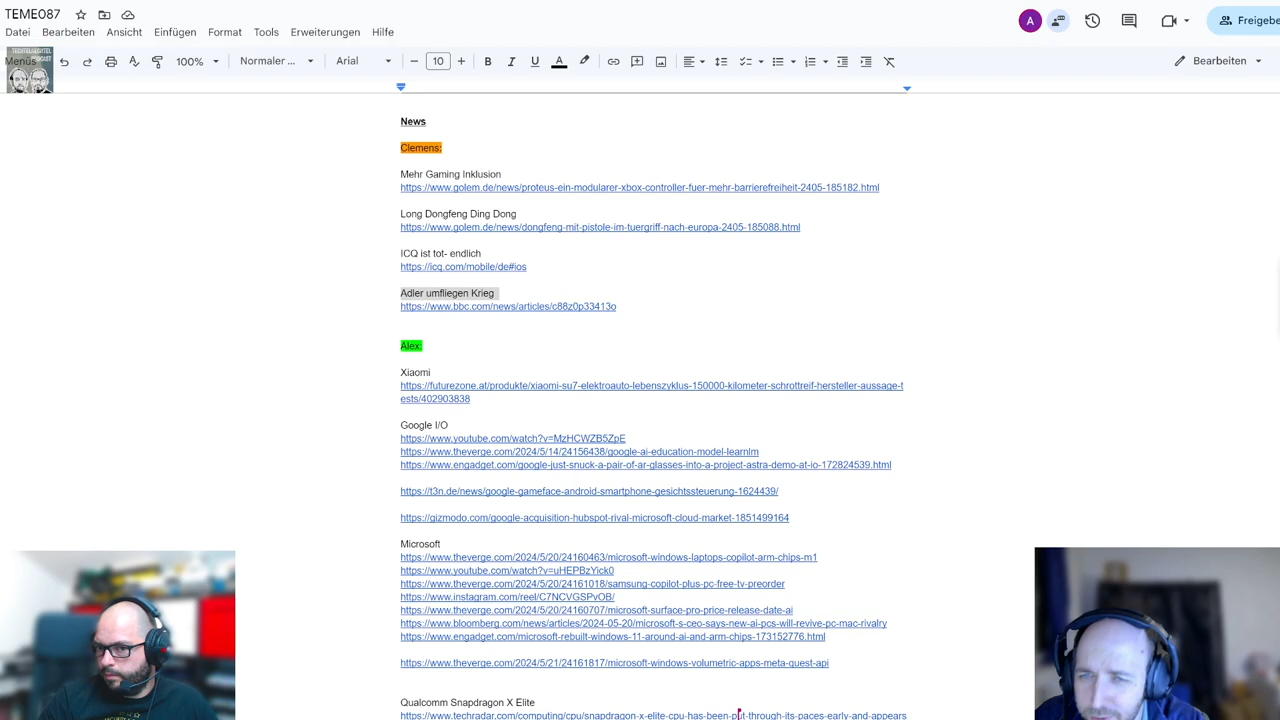 TEME087
Datei Bearbeiten Ansicht Einfügen Format Tools Erweiterungen Hilfe
Freigebe
Menüs 100% Normaler ... Arial 10 Bearbeiten
News
Clemens:
Mehr Gaming Inklusion
https://www.golem.de/news/proteus-ein-modularer-xbox-controller-fuer-mehr-barrierefreiheit-2405-185182.html
Long Dongfeng Ding Dong
https://www.golem.de/news/dongfeng-mit-pistole-im-tuergriff-nach-europa-2405-185088.html
ICQ ist tot- endlich
https://icq.com/mobile/de#ios
Adler umfliegen Krieg
https://www.bbc.com/news/articles/c88z0p33413o
Alex:
Xiaomi
https://futurezone.at/produkte/xiaomi-su7-elektroauto-lebenszyklus-150000-kilometer-schrottreif-hersteller-aussage-t
ests/402903838
Google I/O
https://www.youtube.com/watch?v=MzHCWZB5ZpE
https://www.theverge.com/2024/5/14/24156438/google-ai-education-model-learnlm
https://www.engadget.com/google-just-snuck-a-pair-of-ar-glasses-into-a-project-astra-demo-at-io-172824539.html
https://t3n.de/news/google-gameface-android-smartphone-gesichtssteuerung-1624439/
https://gizmodo.com/google-acquisition-hubspot-rival-microsoft-cloud-market-1851499164
Microsoft
https://www.theverge.com/2024/5/20/24160463/microsoft-windows-laptops-copilot-arm-chips-m1
https://www.youtube.com/watch?v=uHEPBzYick0
https://www.theverge.com/2024/5/20/24161018/samsung-copilot-plus-pc-free-tv-preorder
https://www.instagram.com/reel/C7NCVGSPvOB/
https://www.theverge.com/2024/5/20/24160707/microsoft-surface-pro-price-release-date-ai
https://www.bloomberg.com/news/articles/2024-05-20/microsoft-s-ceo-says-new-ai-pcs-will-revive-pc-mac-rivalry
https://www.engadget.com/microsoft-rebuilt-windows-11-around-ai-and-arm-chips-173152776.html
https://www.theverge.com/2024/5/21/24161817/microsoft-windows-volumetric-apps-meta-quest-api
Qualcomm Snapdragon X Elite
https://www.techradar.com/computing/cpu/snapdragon-x-elite-cpu-has-been-put-through-its-paces-early-and-appears